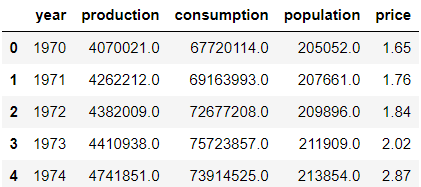 year production consumption population price
0 1970 4070021.0 67720114.0 205052.0 1.65
1 1971 4262212.0 69163993.0 207661.0 1.76
2 1972 4382009.0 72677208.0 209896.0 1.84
3 1973 4410938.0 75723857.0 211909.0 2.02
4 1974 4741851.0 73914525.0 213854.0 2.87